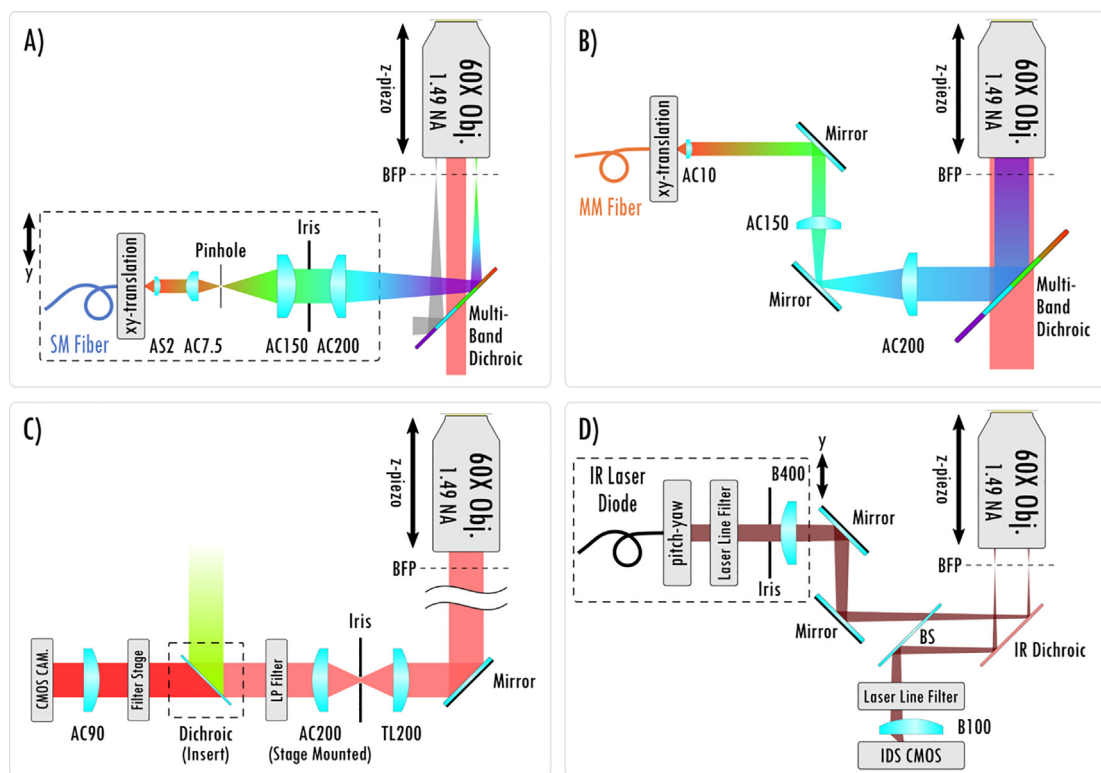 A)
z-piezo
60X Obj.
1.49 NA
BFP
y
xy-translation
Pinhole
Iris
SM Fiber
AS2
AC7.5
AC150
AC200
Multi-
Band
Dichroic
B)
z-piezo
60X Obj.
1.49 NA
BFP
MM Fiber
xy-translation
AC10
Mirror
AC150
Mirror
AC200
Multi-
Band
Dichroic
C)
z-piezo
60X Obj.
1.49 NA
BFP
Iris
CMOS CAM.
AC90
Filter Stage
Dichroic
(Insert)
LP Filter
AC200
(Stage Mounted)
TL200
Mirror
D)
z-piezo
60X Obj.
1.49 NA
BFP
IR Laser
Diode
pitch-yaw
Laser Line Filter
Iris
B400
y
Mirror
Mirror
BS
IR Dichroic
Laser Line Filter
B100
IDS CMOS